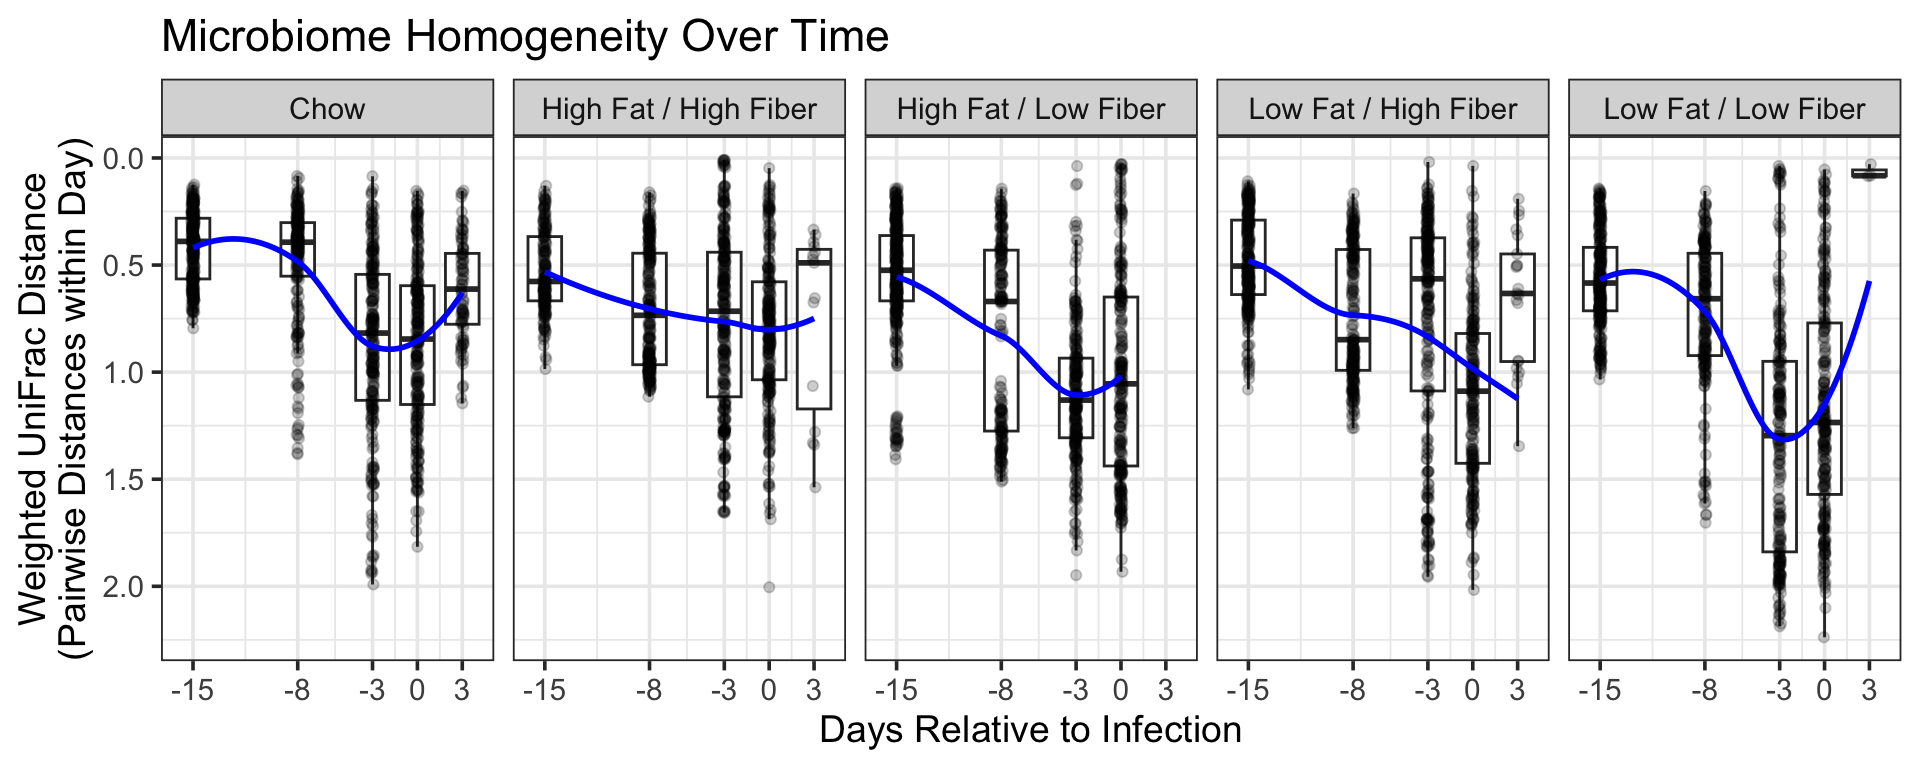 Microbiome Homogeneity Over Time
Chow
High Fat / High Fiber
High Fat / Low Fiber
Low Fat / High Fiber
Low Fat / Low Fiber
Weighted UniFrac Distance
(Pairwise Distances within Day)
0.0
0.5
1.0
1.5
2.0
-15 -8 -3 0 3
-15 -8 -3 0 3
-15 -8 -3 0 3
-15 -8 -3 0 3
-15 -8 -3 0 3
Days Relative to Infection